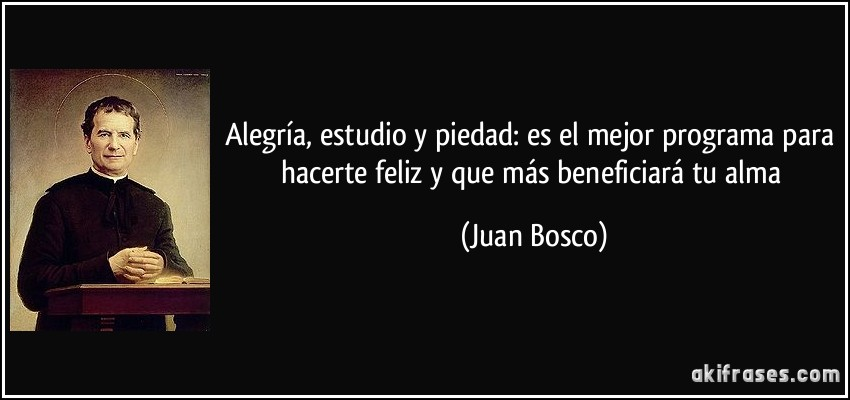 Alegría, estudio y piedad: es el mejor programa para
hacerte feliz y que más beneficiará tu alma
(Juan Bosco)
akifrases.com